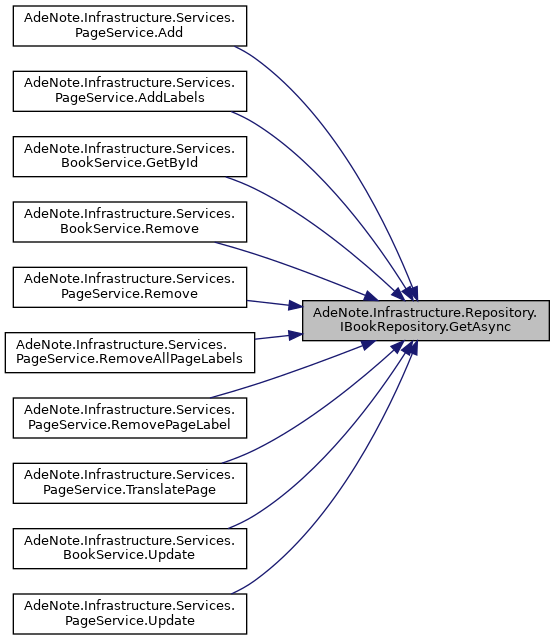 AdeNote.Infrastructure.Services.
PageService.Add
AdeNote.Infrastructure.Services.
PageService.AddLabels
AdeNote.Infrastructure.Services.
BookService.GetById
AdeNote.Infrastructure.Services.
BookService.Remove
AdeNote.Infrastructure.Services.
PageService.Remove
AdeNote.Infrastructure.Repository.
IBookRepository.GetAsync
AdeNote.Infrastructure.Services.
PageService.RemoveAllPageLabels
AdeNote.Infrastructure.Services.
PageService.RemovePageLabel
AdeNote.Infrastructure.Services.
PageService.TranslatePage
AdeNote.Infrastructure.Services.
BookService.Update
AdeNote.Infrastructure.Services.
PageService.Update